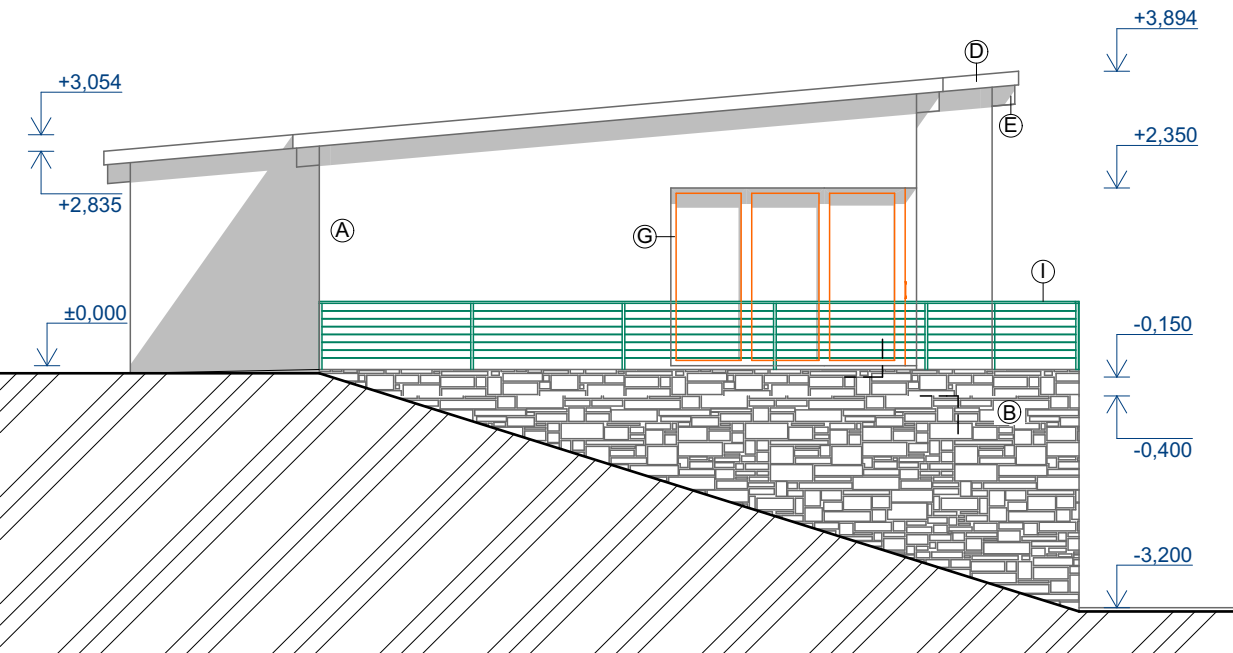 +3,894
D
+3,054
E
+2,350
+2,835
A
G
I
±0,000
-0,150
B
-0,400
-3,200